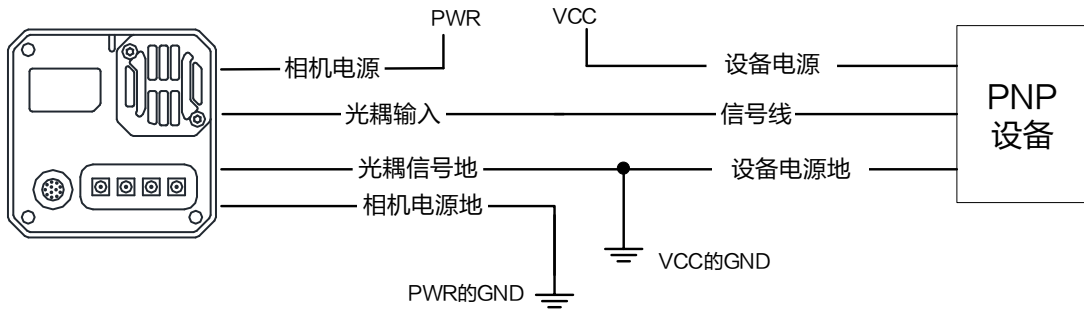 PWR
VCC
相机电源
设备电源
光耦输入
信号线
PNP
设备
光耦信号地
设备电源地
相机电源地
VCC的GND
PWR的GND